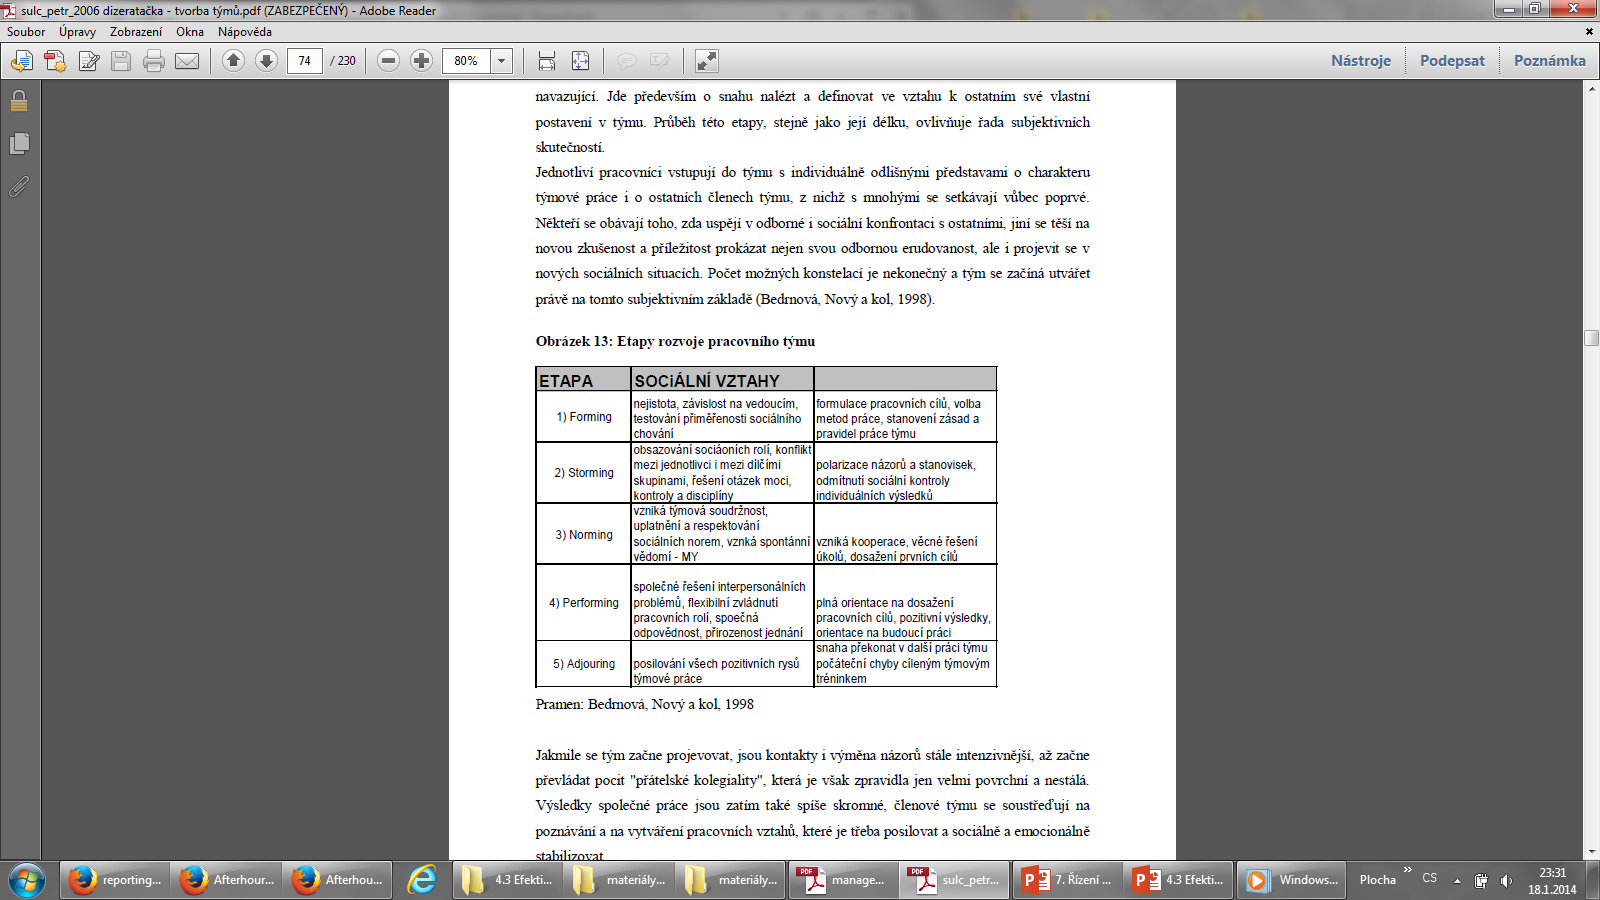 sulc_petr_2006 dizeratačka - tvorba týmů.pdf (ZABEZPEČENÝ) - Adobe Reader
Soubor Úpravy Zobrazení Okna Nápověda
74 / 230 80% Nástroje Podepsat Poznámka
navazující. Jde především o snahu nalézt a definovat ve vztahu k ostatním své vlastní
postavení v týmu. Průběh této etapy, stejně jako její délku, ovlivňuje řada subjektivních
skutečností.
Jednotliví pracovníci vstupují do týmu s individuálně odlišnými představami o charakteru
týmové práce i o ostatních členech týmu, z nichž s mnohými se setkávají vůbec poprvé.
Někteří se obávají toho, zda uspějí v odborné i sociální konfrontaci s ostatními, jiní se těší na
novou zkušenost a příležitost prokázat nejen svou odbornou erudovanost, ale i projevit se v
nových sociálních situacích. Počet možných konstelací je nekonečný a tým se začíná utvářet
právě na tomto subjektivním základě (Bedrnová, Nový a kol, 1998).
Obrázek 13: Etapy rozvoje pracovního týmu
ETAPA SOCiÁLNÍ VZTAHY
1) Forming
nejistota, závislost na vedoucím,
testování přiměřenosti sociálního
chování
formulace pracovních cílů, volba
metod práce, stanovení zásad a
pravidel práce týmu
2) Storming
obsazování sociáoních rolí, konflikt
mezi jednotlivci i mezi dílčími
skupinami, řešení otázek moci,
kontroly a disciplíny
polarizace názorů a stanovisek,
odmítnutí sociální kontroly
individuálních výsledků
3) Norming
vzniká týmová soudržnost,
uplatnění a respektování
sociálních norem, vznká spontánní
vědomí - MY
vzniká kooperace, věcné řešení
úkolů, dosažení prvních cílů
4) Performing
společné řešení interpersonálních
problémů, flexibilní zvládnutí
pracovních rolí, spoečná
odpovědnost, přirozenost jednání
plná orientace na dosažení
pracovních cílů, pozitivní výsledky,
orientace na budoucí práci
5) Adjouring
posilování všech pozitivních rysů
týmové práce
snaha překonat v další práci týmu
počáteční chyby cíleným týmovým
tréninkem
Pramen: Bedrnová, Nový a kol, 1998
Jakmile se tým začne projevovat, jsou kontakty i výměna názorů stále intenzivnější, až začne
převládat pocit "přátelské kolegiality", která je však zpravidla jen velmi povrchní a nestálá.
Výsledky společné práce jsou zatím také spíše skromné, členové týmu se soustřeďují na
poznávání a na vytváření pracovních vztahů, které je třeba posilovat a sociálně a emocionálně
stabilizovat.
reporting... Afterhour... Afterhou... 4.3 Efekti... materiály... materiály... manage... sulc_petr... 7. Řízení ... 4.3 Efekti... Windows... Plocha » CS 23:31
18.1.2014